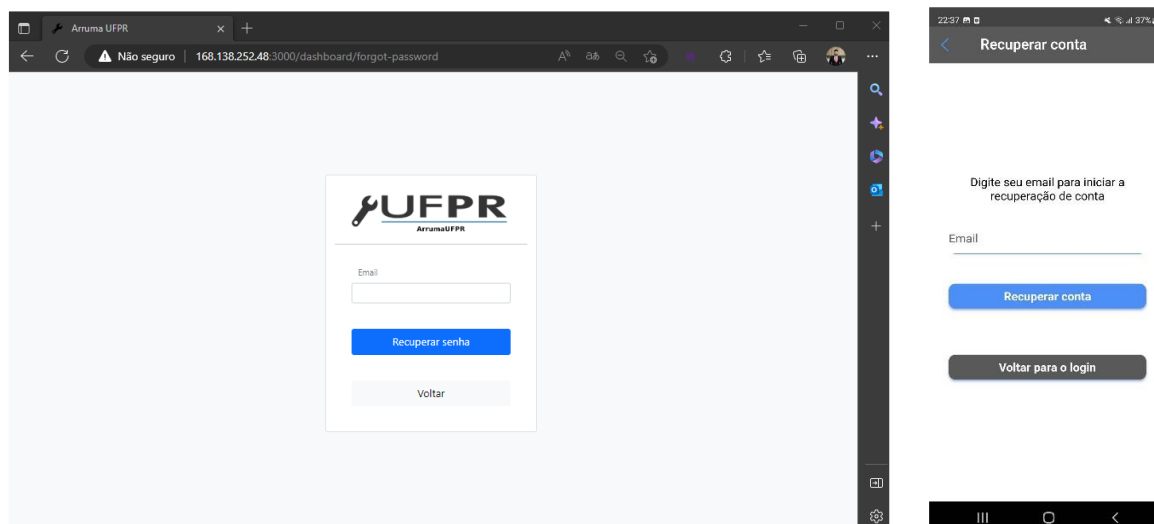 Arruma UFPR
Não seguro | 168.138.252.48:3000/dashboard/forgot-password
UFPR
ArrumaUFPR
Email
Recuperar senha
Voltar
22:37
37%
Recuperar conta
Digite seu email para iniciar a
recuperação de conta
Email
Recuperar conta
Voltar para o login